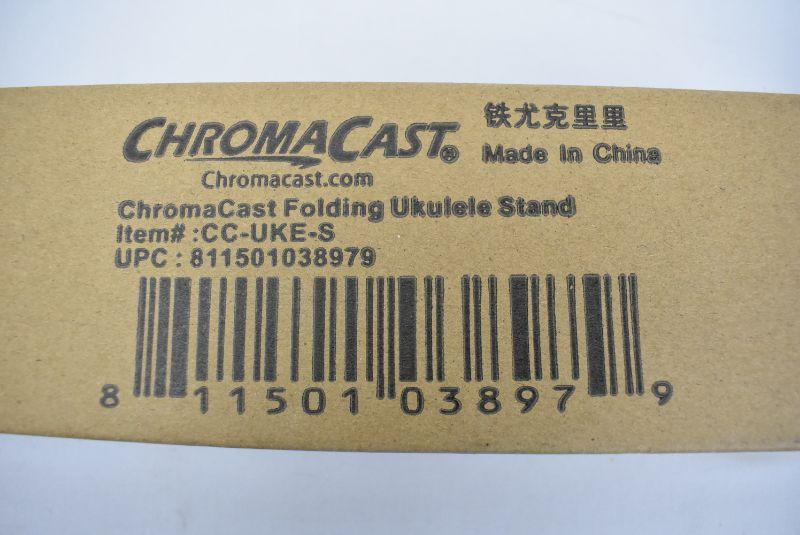 CHROMACAST®
铁尤克里里
Made In China
Chromacast.com
ChromaCast Folding Ukulele Stand
Item# :CC-UKE-S
UPC : 811501038979
8 11501 03897 9